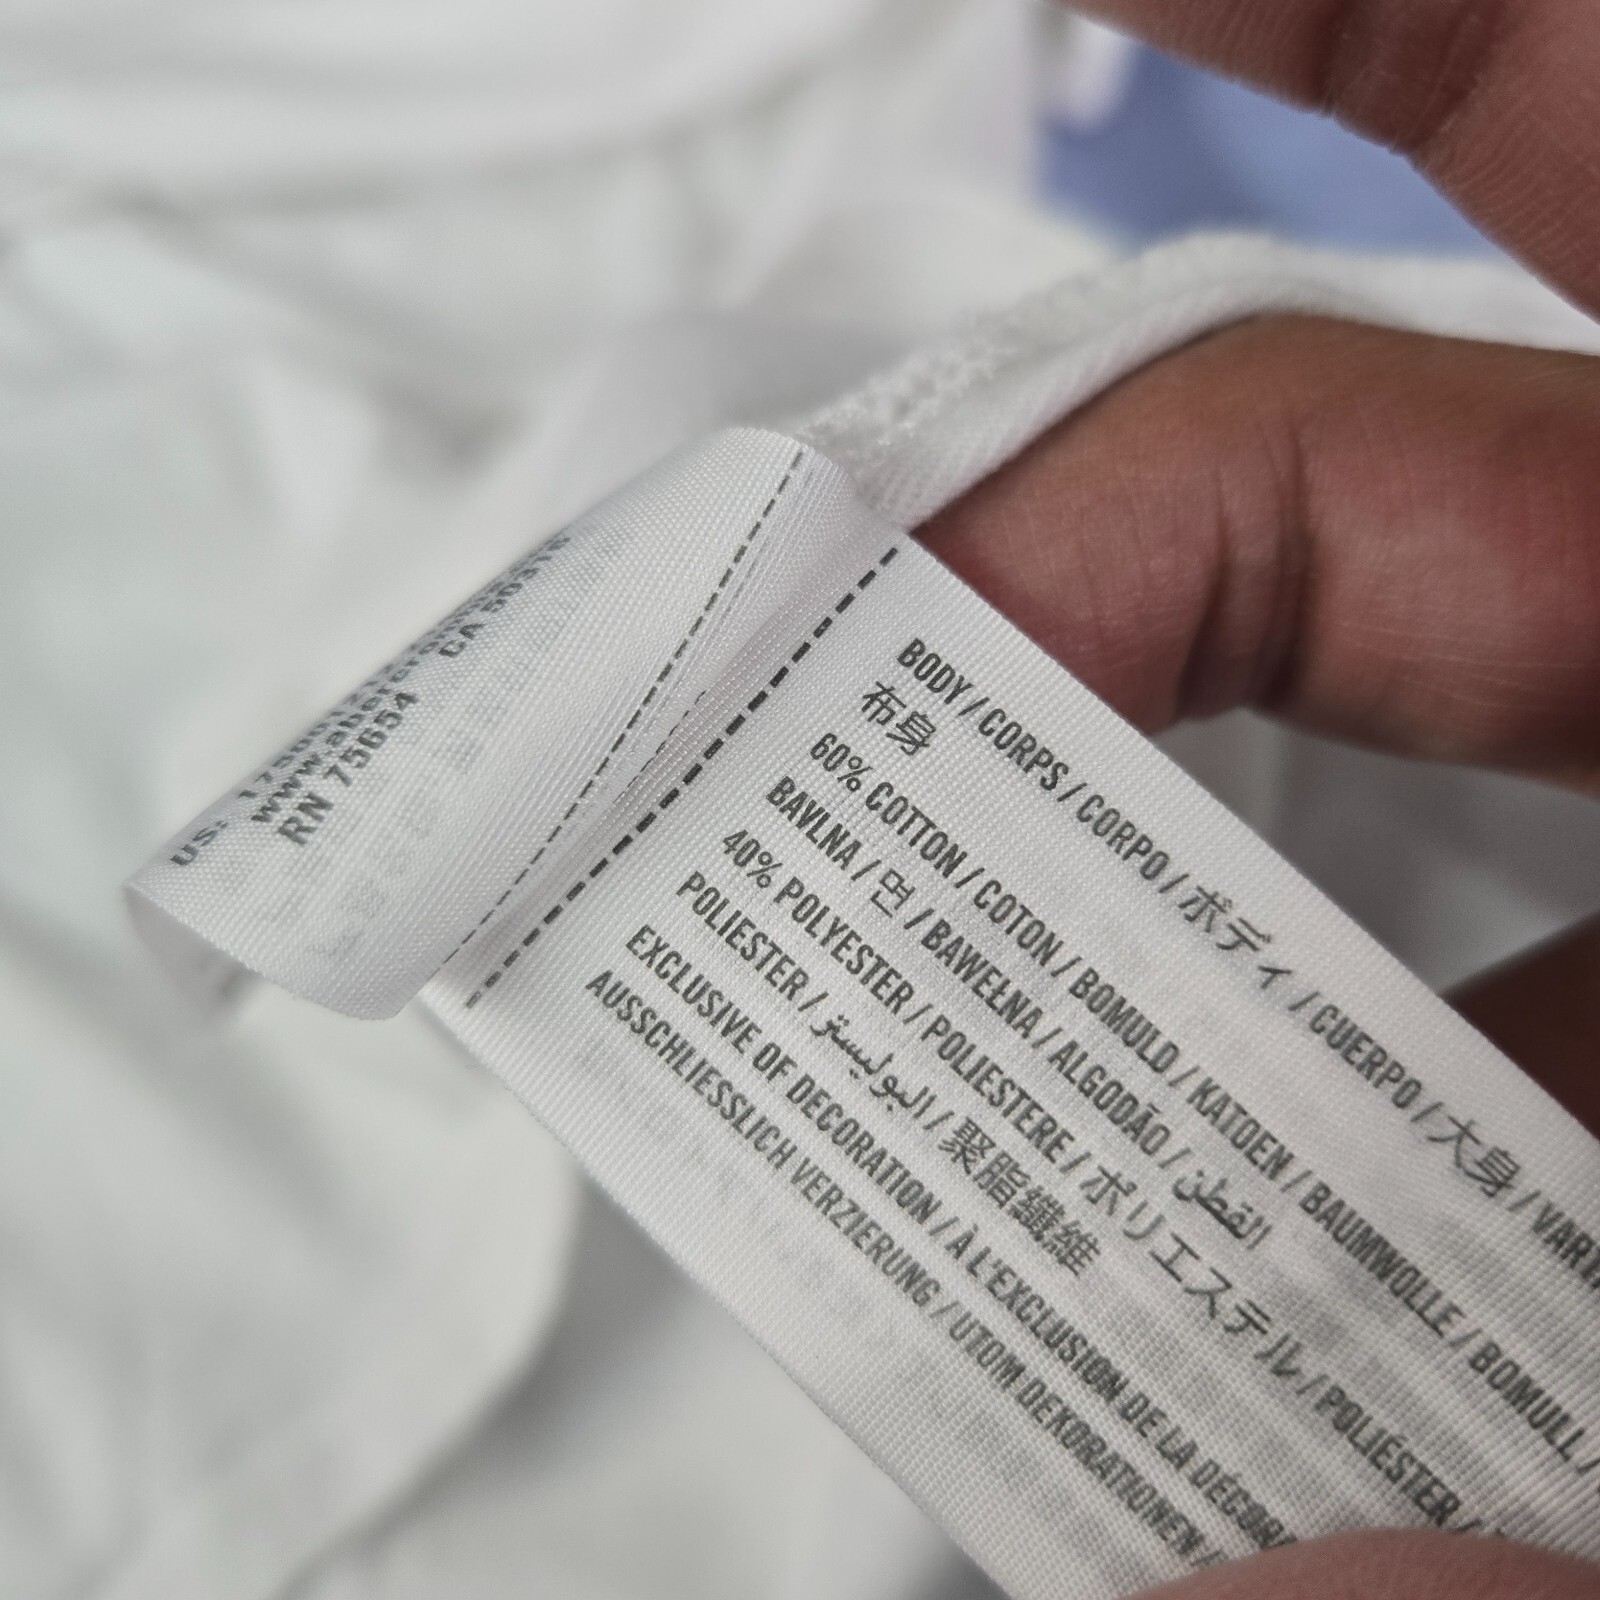 CA 50316
RN 75654
US:
BODY / CORPS / CORPO / ボディ / CUERPO / 大身 /
布身
60% COTTON / COTON / BOMULD / KATOEN / BAUMWOLLE / BOMULL /
BAVLNA / 면 / BAWEŁNA / ALGODÃO / القطن
40% POLYESTER / POLIESTERE / ポリエステル / POLIÉSTER /
POLIESTER / البوليستر / 聚脂纖維
EXCLUSIVE OF DECORATION / À L'EXCLUSION DE LA
AUSSCHLIESSLICH VERZIERUNG / UTOM DEKORATIONEN /